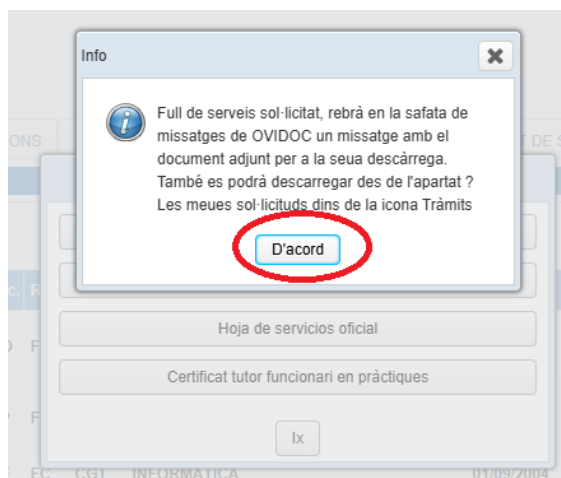 Info
Full de serveis sol·licitat, rebrà en la safata de
missatges de OVIDOC un missatge amb el
document adjunt per a la seua descàrrega.
També es podrà descarregar des de l'apartat ?
Les meues sol·licituds dins de la icona Tràmits
D'acord
ONS
T DE S
c. R
Hoja de servicios oficial
F
Certificat tutor funcionari en pràctiques
F
Ix
FC CGT INFORMATICA 01/09/2004